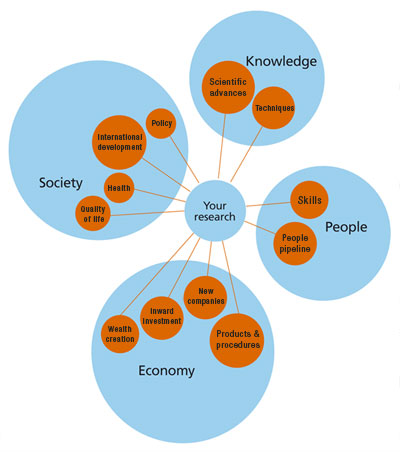 Knowledge
Scientific
advances
Techniques
Policy
International
development
Society
Health
Quality
of life
Your
research
Skills
People
People
pipeline
New
companies
Inward
investment
Wealth
creation
Products &
procedures
Economy